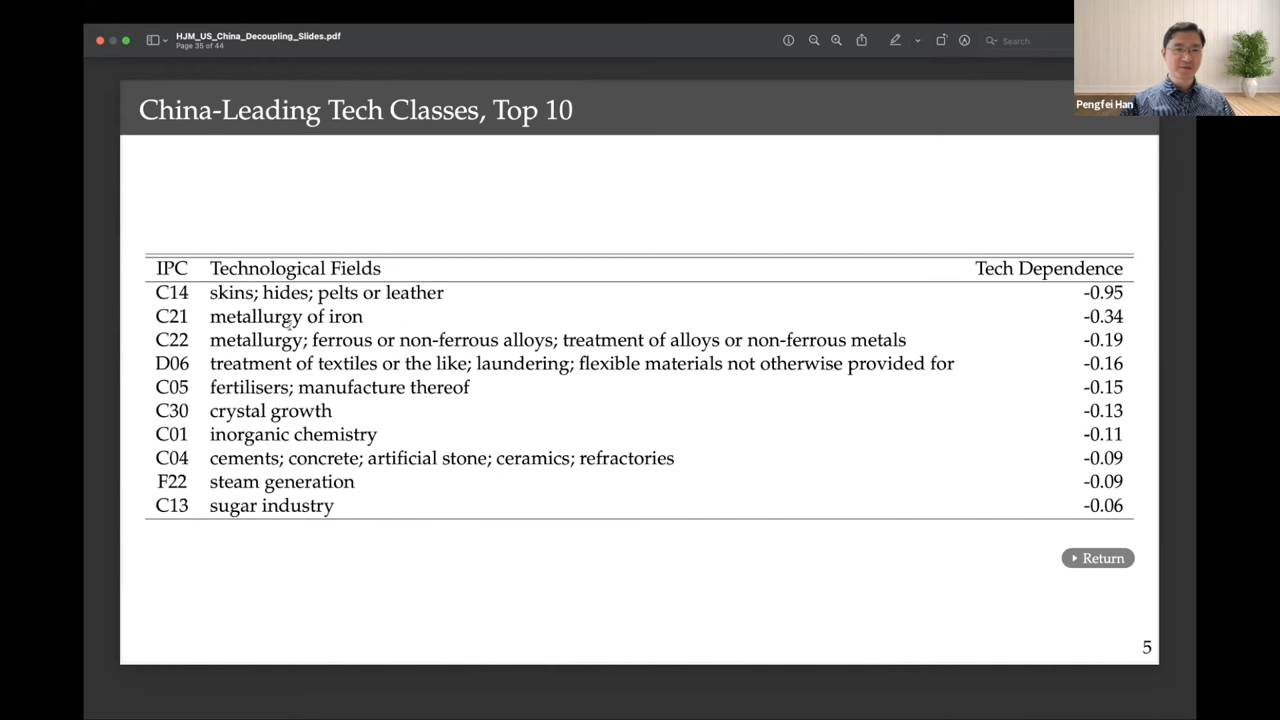 HJM_US_China_Decoupling_Slides.pdf
Page 35 of 44
Search
Pengfei Han
China-Leading Tech Classes, Top 10
IPC Technological Fields Tech Dependence
C14 skins; hides; pelts or leather -0.95
C21 metallurgy of iron -0.34
C22 metallurgy; ferrous or non-ferrous alloys; treatment of alloys or non-ferrous metals -0.19
D06 treatment of textiles or the like; laundering; flexible materials not otherwise provided for -0.16
C05 fertilisers; manufacture thereof -0.15
C30 crystal growth -0.13
C01 inorganic chemistry -0.11
C04 cements; concrete; artificial stone; ceramics; refractories -0.09
F22 steam generation -0.09
C13 sugar industry -0.06
Return
5